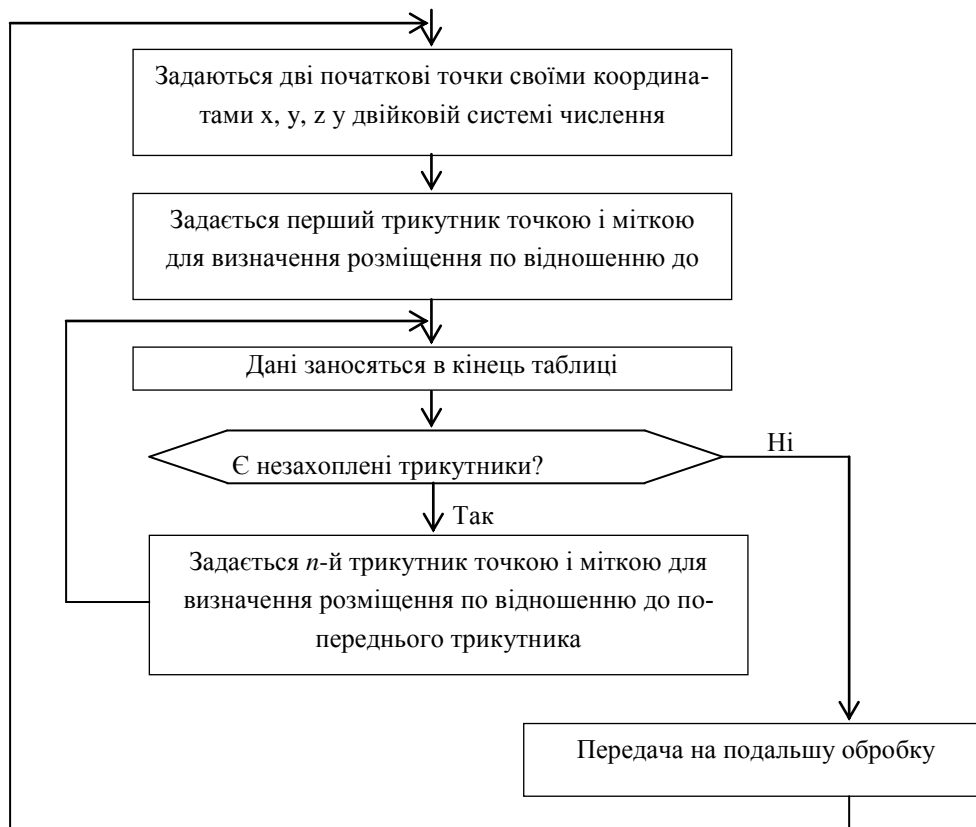 Задаються дві початкові точки своїми координа-
тами x, y, z у двійковій системі числення
Задається перший трикутник точкою і міткою
для визначення розміщення по відношенню до
Дані заносяться в кінець таблиці
Є незахоплені трикутники?
Ні
Так
Задається n-й трикутник точкою і міткою для
визначення розміщення по відношенню до по-
переднього трикутника
Передача на подальшу обробку